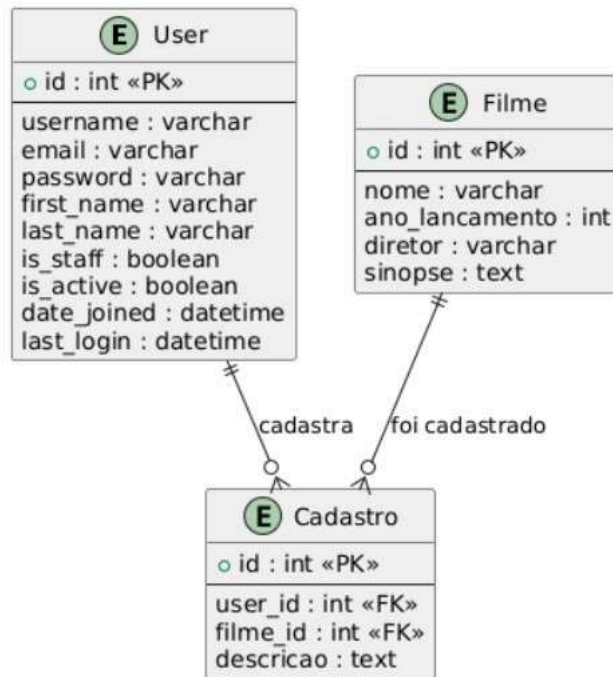 E User
id : int «PK»
username : varchar
email : varchar
password : varchar
first_name : varchar
last_name : varchar
is_staff : boolean
is_active : boolean
date_joined : datetime
last_login : datetime
E Filme
id : int «PK»
nome : varchar
ano_lancamento : int
diretor : varchar
sinopse : text
cadastra
foi cadastrado
E Cadastro
id : int «PK»
user_id : int «FK»
filme_id : int «FK»
descricao : text